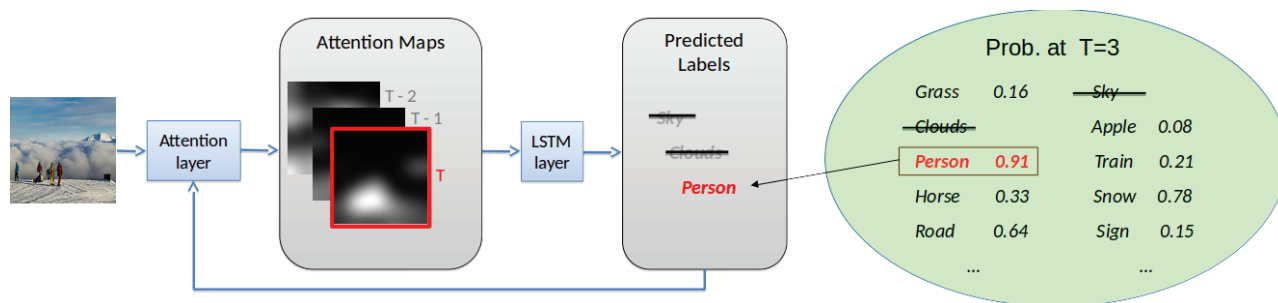 Attention Maps
T - 2
T - 1
T
Attention
layer
LSTM
layer
Predicted
Labels
Sky
Clouds
Person
Prob. at T=3
Grass 0.16 Sky
Clouds Apple 0.08
Person 0.91 Train 0.21
Horse 0.33 Snow 0.78
Road 0.64 Sign 0.15
... ...